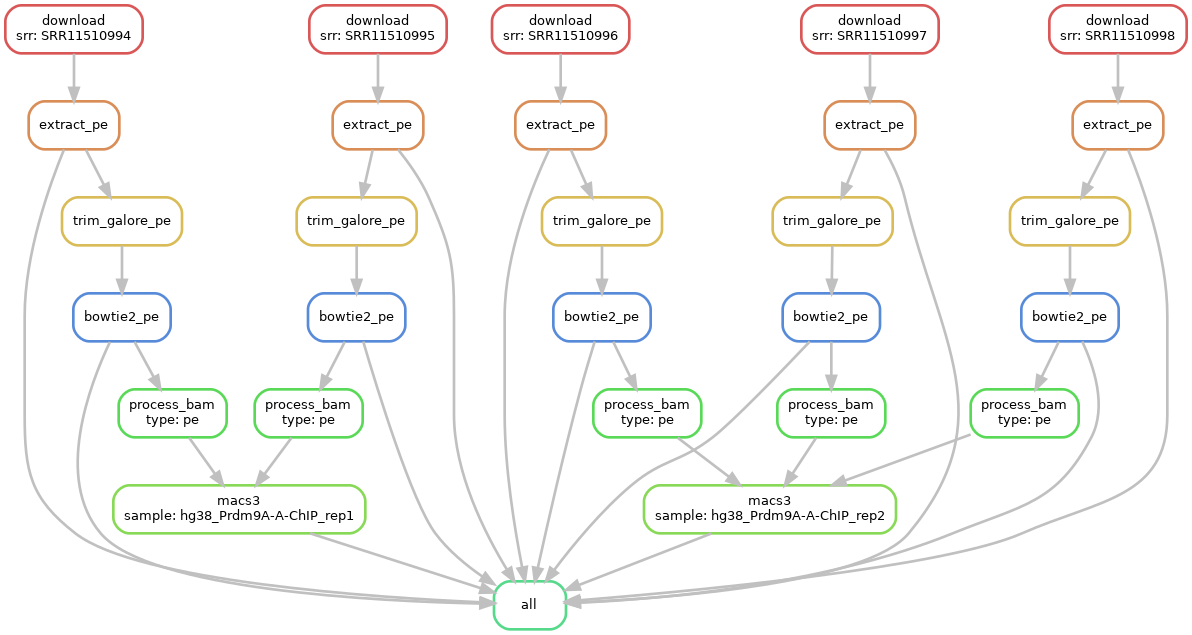 download
srr: SRR11510994
download
srr: SRR11510995
download
srr: SRR11510996
download
srr: SRR11510997
download
srr: SRR11510998
extract_pe
extract_pe
extract_pe
extract_pe
extract_pe
trim_galore_pe
trim_galore_pe
trim_galore_pe
trim_galore_pe
trim_galore_pe
bowtie2_pe
bowtie2_pe
bowtie2_pe
bowtie2_pe
bowtie2_pe
process_bam
type: pe
process_bam
type: pe
process_bam
type: pe
process_bam
type: pe
process_bam
type: pe
macs3
sample: hg38_Prdm9A-A-ChIP_rep1
macs3
sample: hg38_Prdm9A-A-ChIP_rep2
all